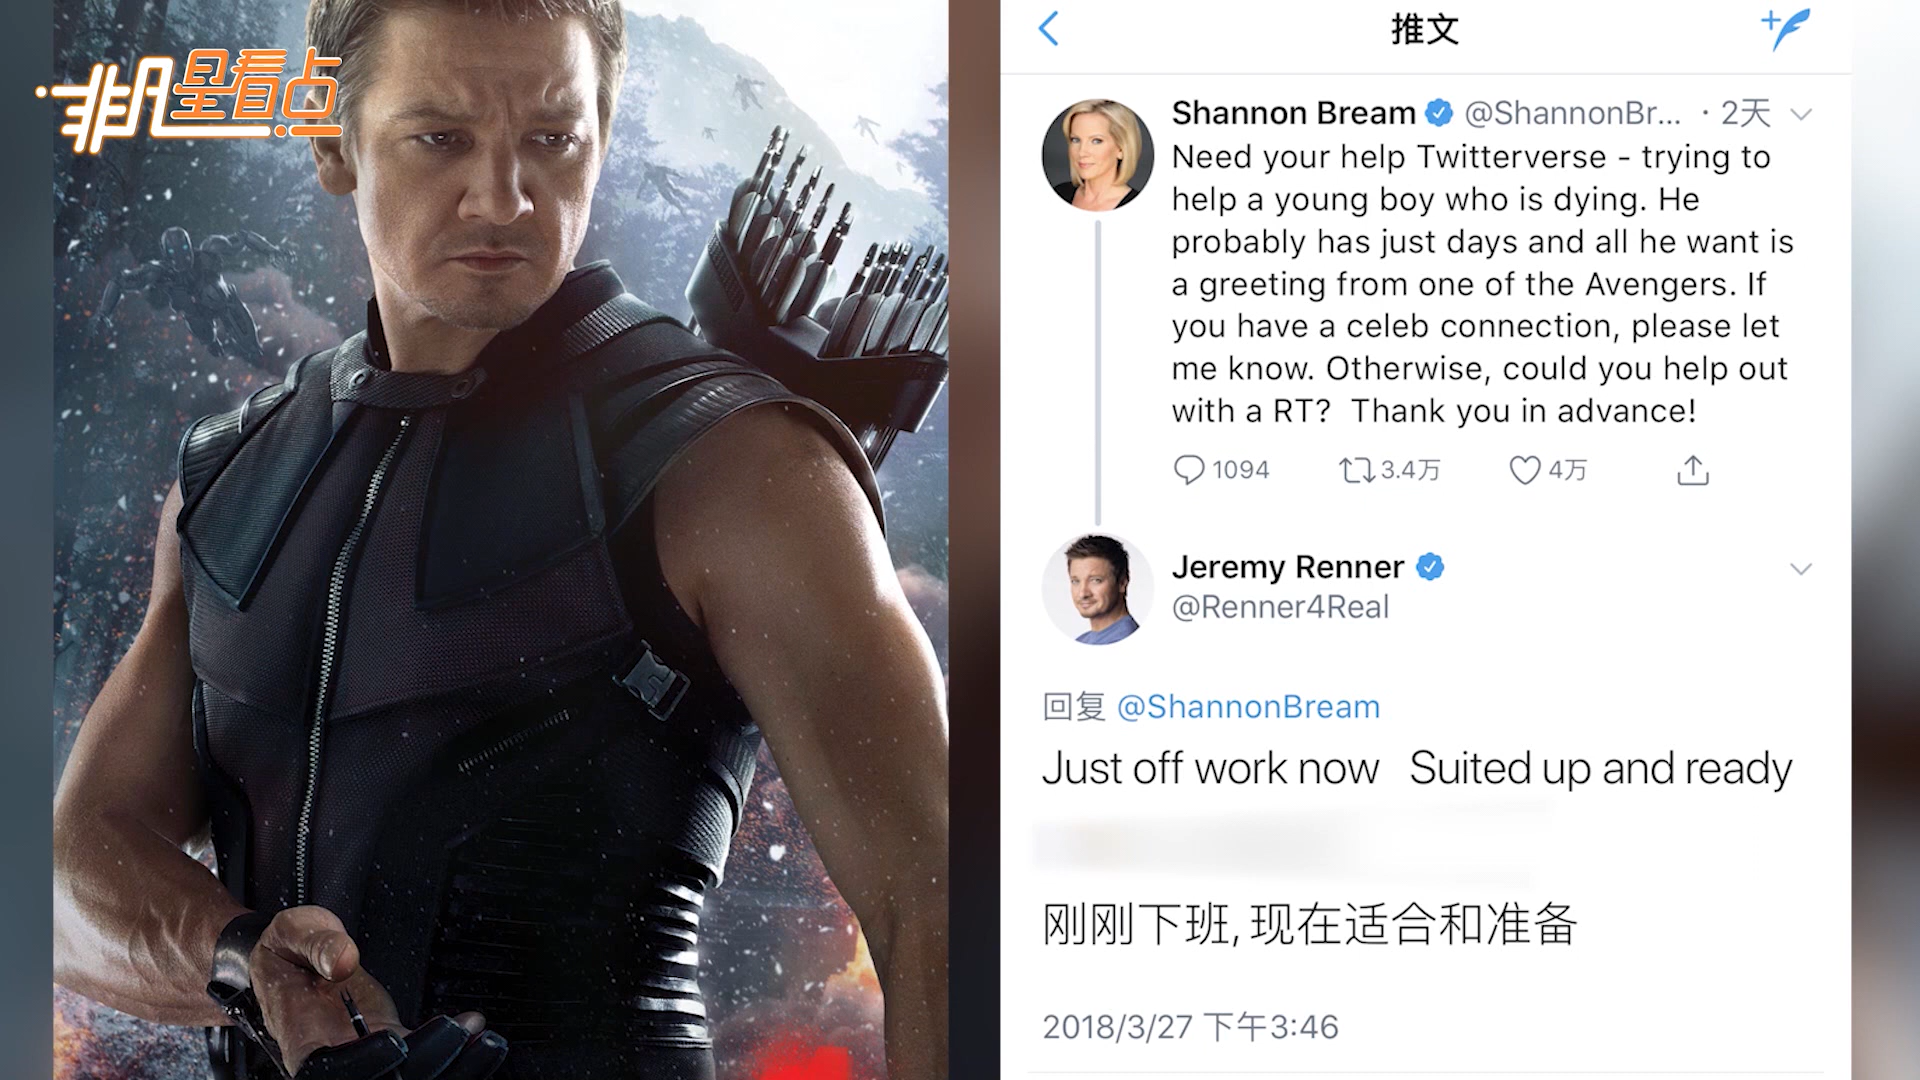 非凡星看点
推文
Shannon Bream @ShannonBr... · 2天
Need your help Twitterverse - trying to
help a young boy who is dying. He
probably has just days and all he want is
a greeting from one of the Avengers. If
you have a celeb connection, please let
me know. Otherwise, could you help out
with a RT?  Thank you in advance!
1094 3.4万 4万
Jeremy Renner
@Renner4Real
回复 @ShannonBream
Just off work now   Suited up and ready
刚刚下班,现在适合和准备
2018/3/27 下午3:46